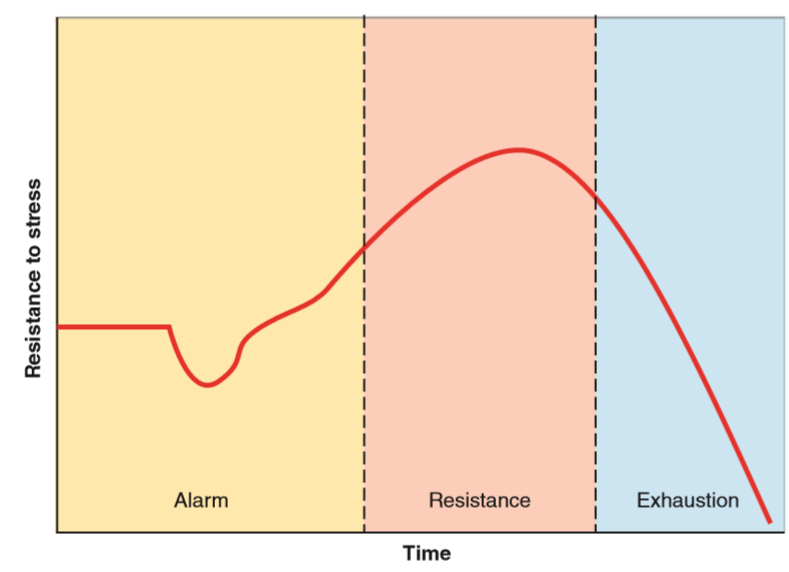 Resistance to stress
Alarm
Resistance
Exhaustion
Time